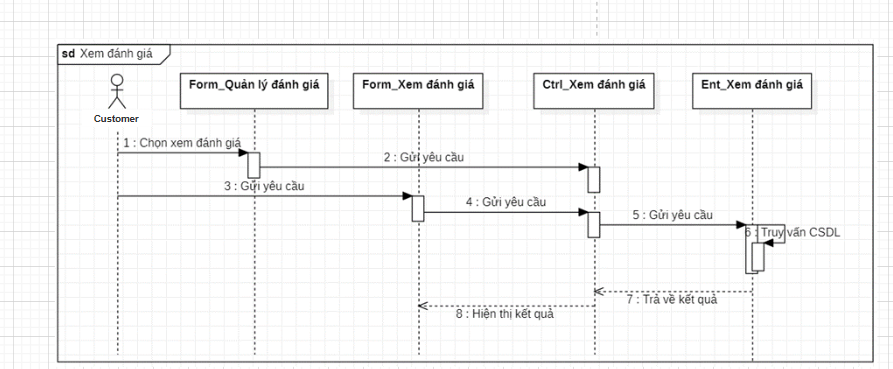 sd Xem đánh giá
Form_Quản lý đánh giá
Form_Xem đánh giá
Ctrl_Xem đánh giá
Ent_Xem đánh giá
Customer
1 : Chọn xem đánh giá
2 : Gửi yêu cầu
3 : Gửi yêu cầu
4 : Gửi yêu cầu
5 : Gửi yêu cầu
6 : Truy vấn CSDL
7 : Trả về kết quả
8 : Hiện thị kết quả